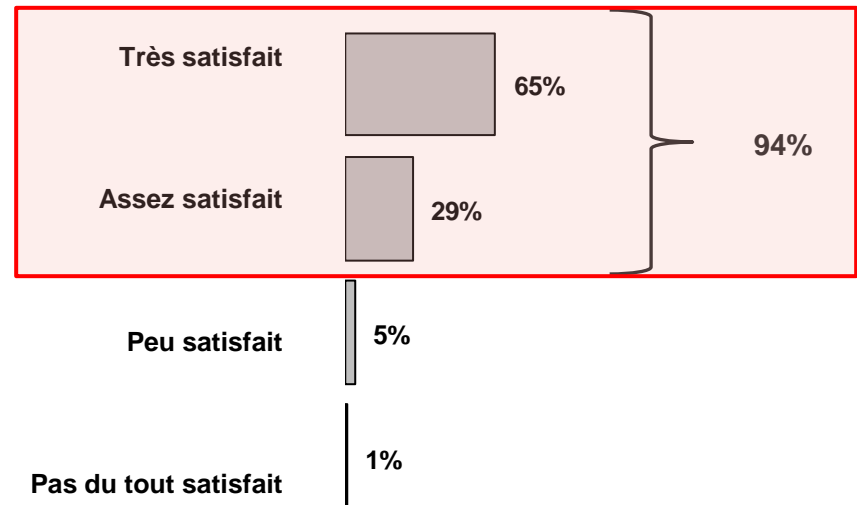 Très satisfait
65%
94%
Assez satisfait
29%
Peu satisfait
5%
Pas du tout satisfait
1%